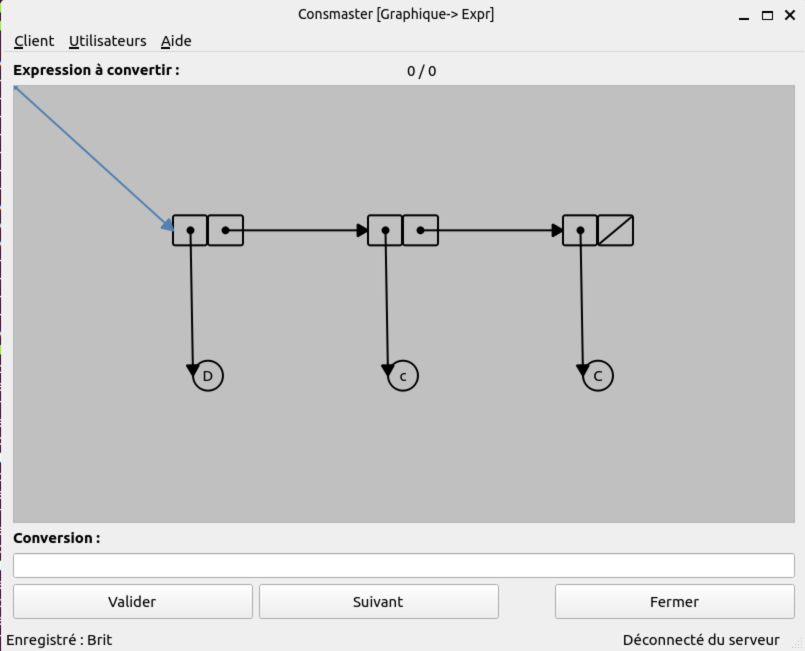 Consmaster [Graphique-> Expr]
Client Utilisateurs Aide
Expression à convertir : 0 / 0
D c C
Conversion :
Valider Suivant Fermer
Enregistré : Brit Déconnecté du serveur